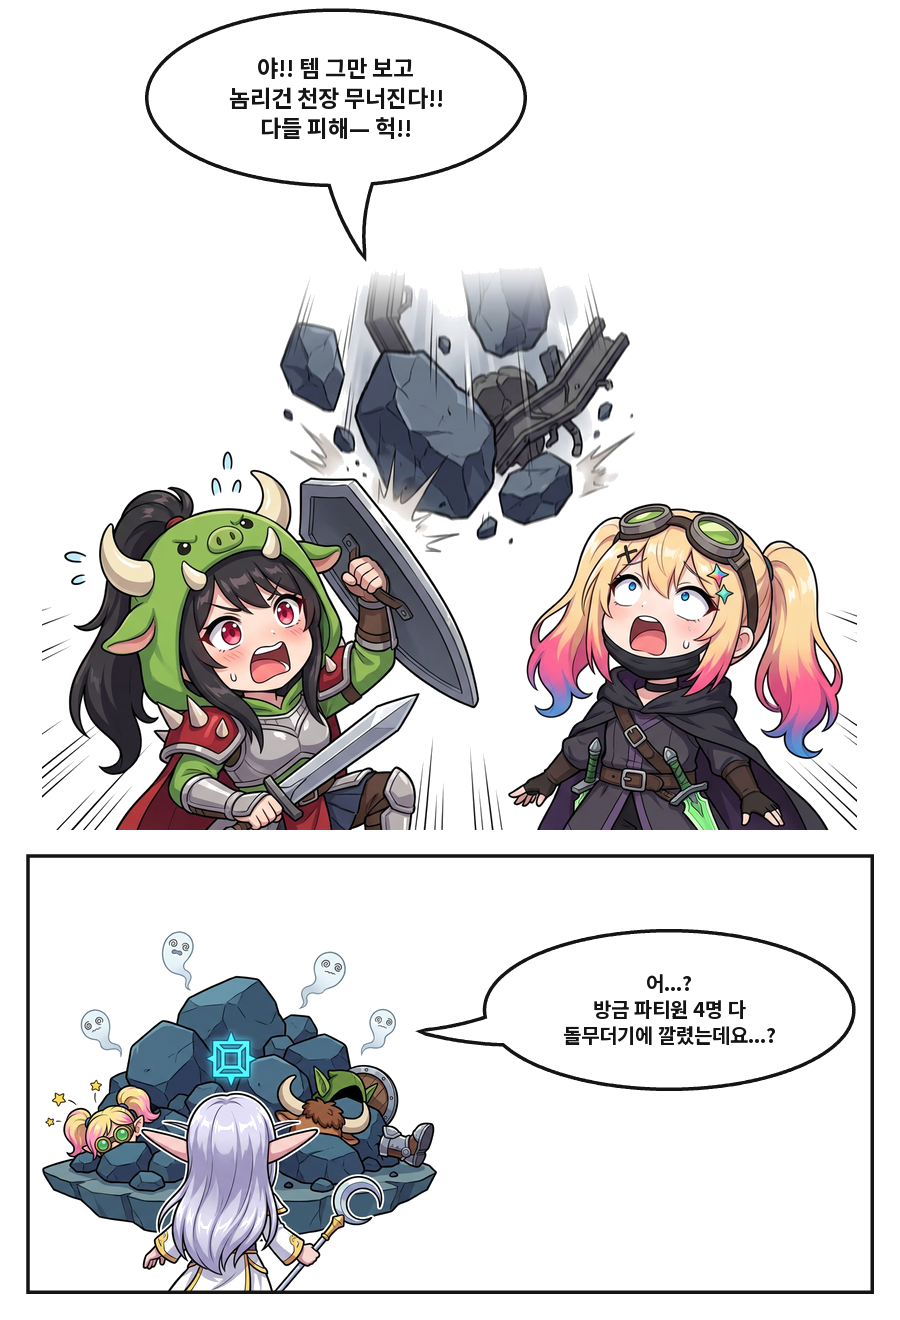 야!! 템 그만 보고
놈리건 천장 무너진다!!
다들 피해— 헉!!
어...?
방금 파티원 4명 다
돌무더기에 깔렸는데요...?